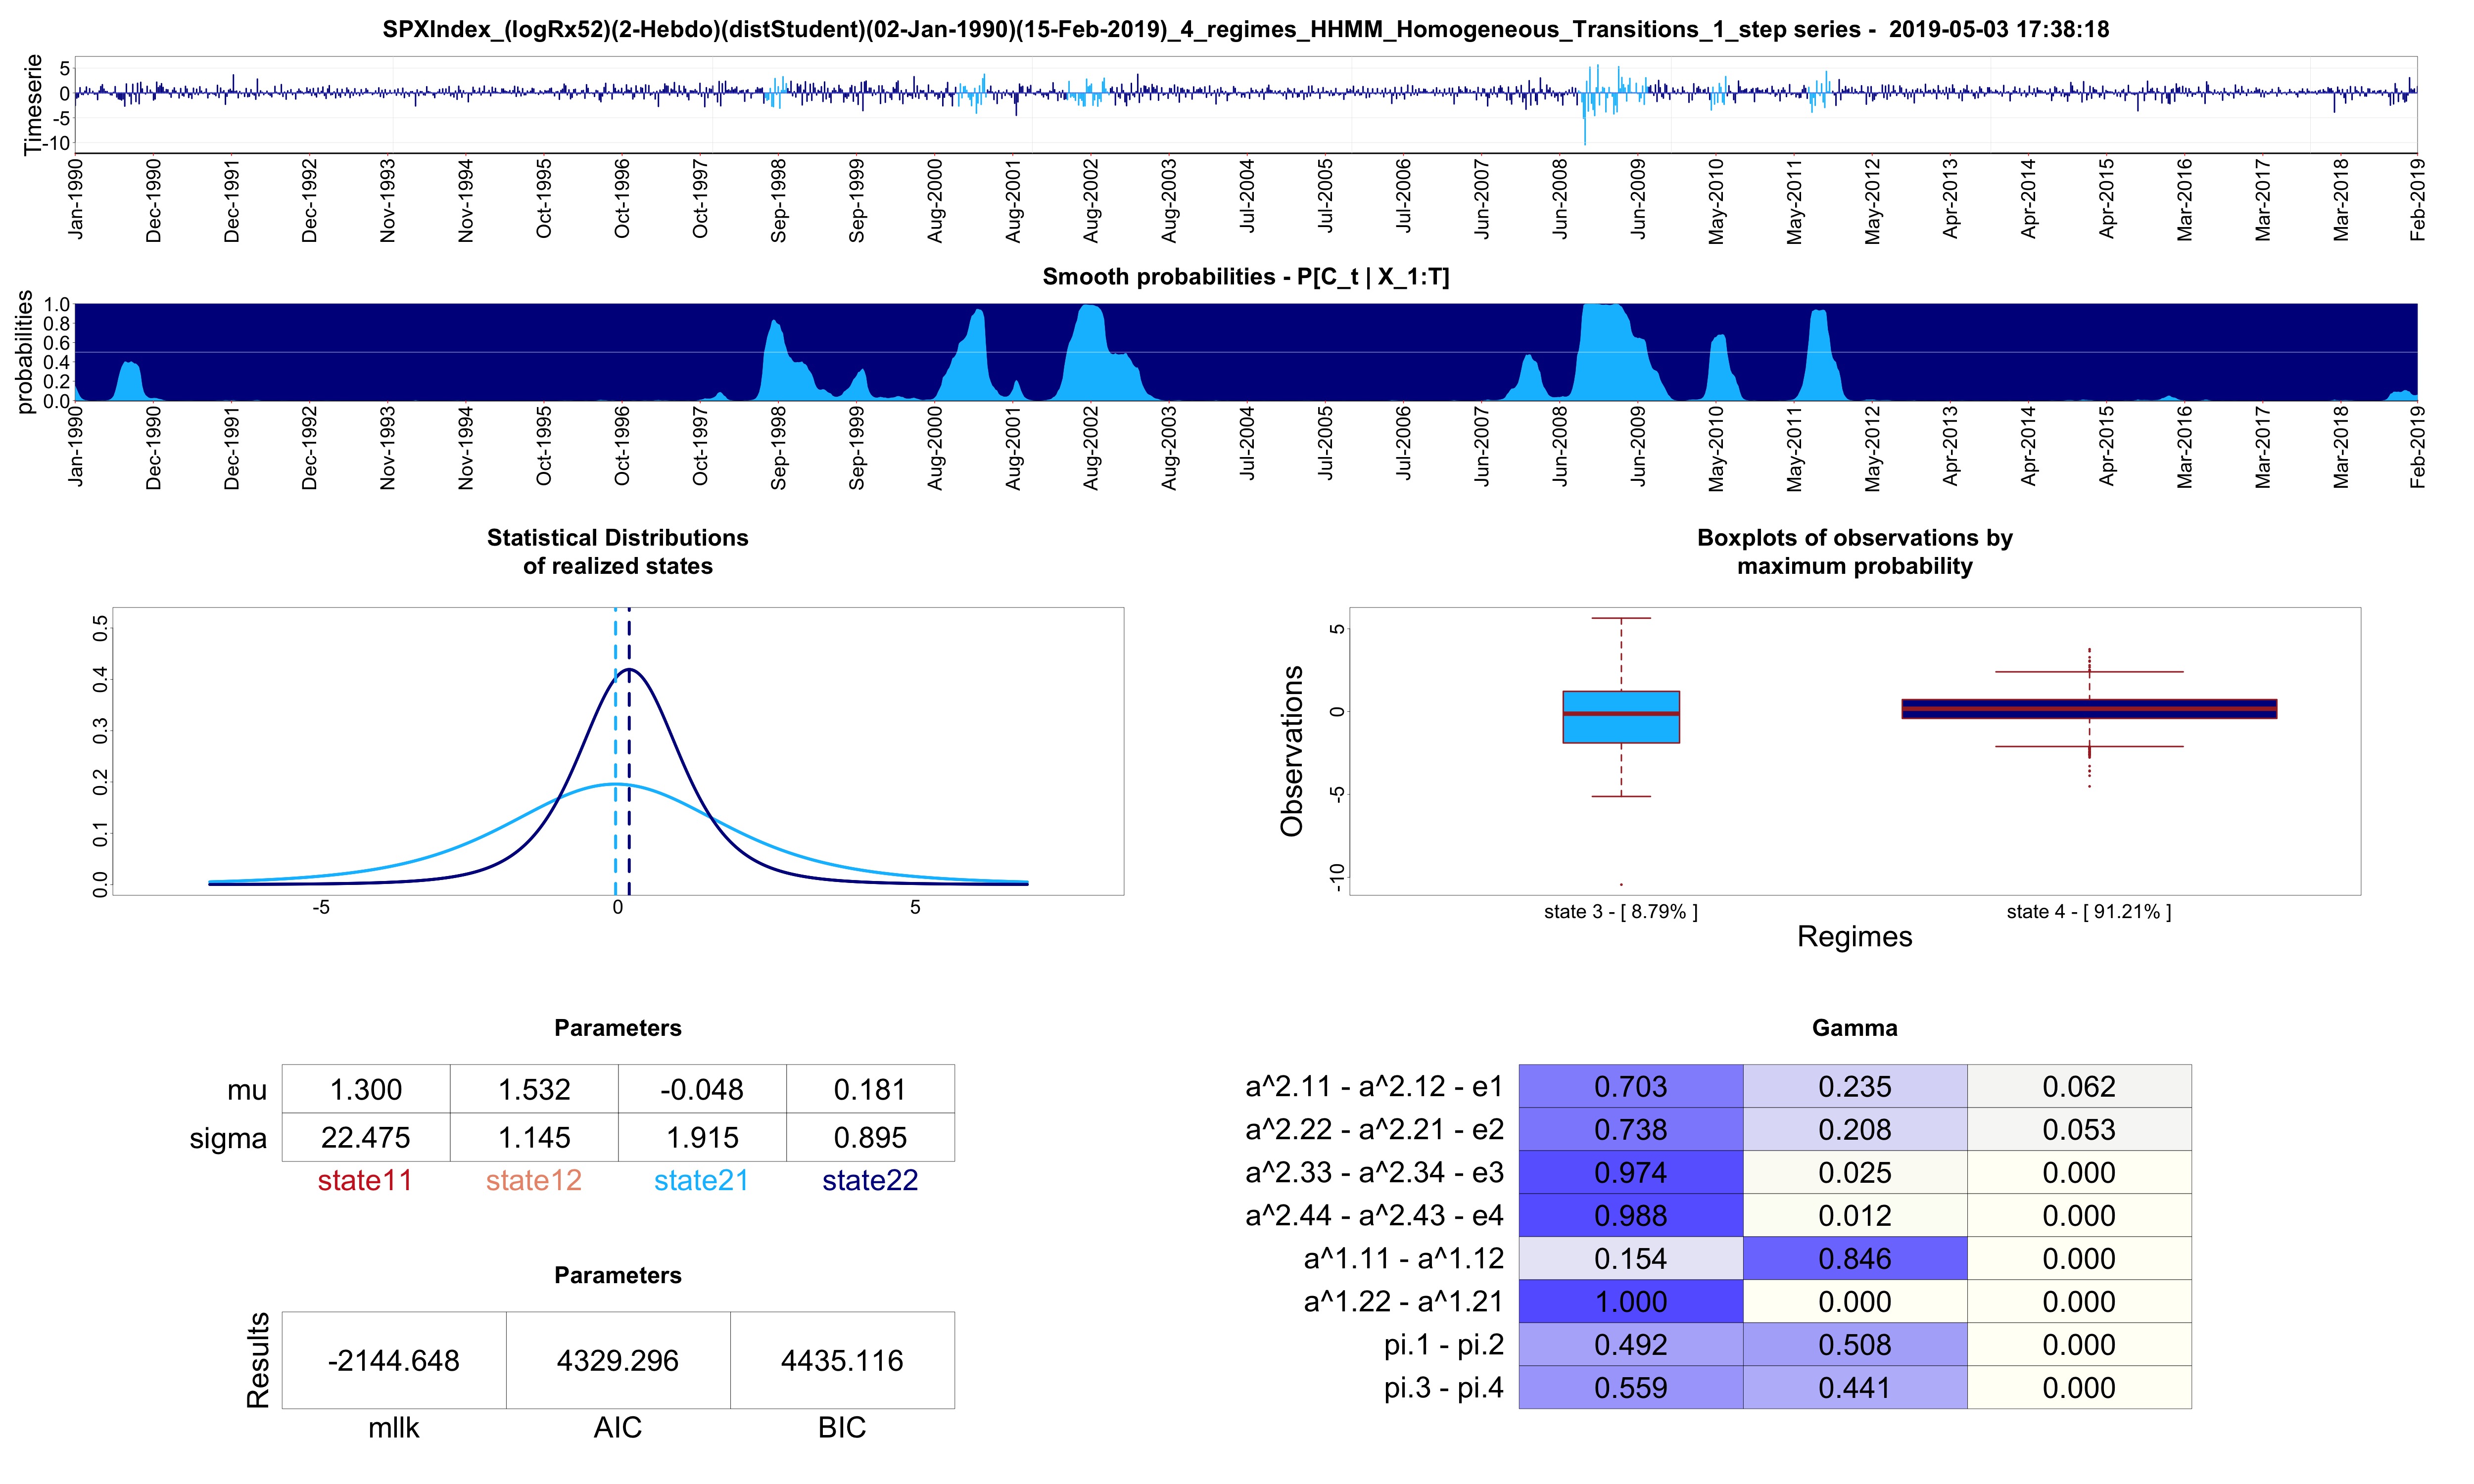 SPXIndex_(logRx52)(2-Hebdo)(distStudent)(02-Jan-1990)(15-Feb-2019)_4_regimes_HHMM_Homogeneous_Transitions_1_step series -  2019-05-03 17:38:18
Timeserie
5
0
-5
-10
Jan-1990 Dec-1990 Dec-1991 Dec-1992 Nov-1993 Nov-1994 Oct-1995 Oct-1996 Oct-1997 Sep-1998 Sep-1999 Aug-2000 Aug-2001 Aug-2002 Aug-2003 Jul-2004 Jul-2005 Jul-2006 Jun-2007 Jun-2008 Jun-2009 May-2010 May-2011 May-2012 Apr-2013 Apr-2014 Apr-2015 Mar-2016 Mar-2017 Mar-2018 Feb-2019
Smooth probabilities - P[C_t | X_1:T]
probabilities
1.0
0.8
0.6
0.4
0.2
0.0
Jan-1990 Dec-1990 Dec-1991 Dec-1992 Nov-1993 Nov-1994 Oct-1995 Oct-1996 Oct-1997 Sep-1998 Sep-1999 Aug-2000 Aug-2001 Aug-2002 Aug-2003 Jul-2004 Jul-2005 Jul-2006 Jun-2007 Jun-2008 Jun-2009 May-2010 May-2011 May-2012 Apr-2013 Apr-2014 Apr-2015 Mar-2016 Mar-2017 Mar-2018 Feb-2019
Statistical Distributions
of realized states
0.5
0.4
0.3
0.2
0.1
0.0
-5 0 5
Boxplots of observations by
maximum probability
Observations
5
0
-5
-10
state 3 - [ 8.79% ] state 4 - [ 91.21% ]
Regimes
Parameters
mu 1.300 1.532 -0.048 0.181
sigma 22.475 1.145 1.915 0.895
state11 state12 state21 state22
Parameters
Results
-2144.648 4329.296 4435.116
mllk AIC BIC
Gamma
a^2.11 - a^2.12 - e1 0.703 0.235 0.062
a^2.22 - a^2.21 - e2 0.738 0.208 0.053
a^2.33 - a^2.34 - e3 0.974 0.025 0.000
a^2.44 - a^2.43 - e4 0.988 0.012 0.000
a^1.11 - a^1.12 0.154 0.846 0.000
a^1.22 - a^1.21 1.000 0.000 0.000
pi.1 - pi.2 0.492 0.508 0.000
pi.3 - pi.4 0.559 0.441 0.000